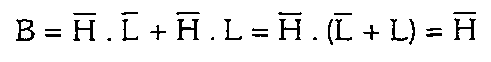 B = H̅ . L̅ + H̅ . L = H̅ . (L̅ + L) = H̅